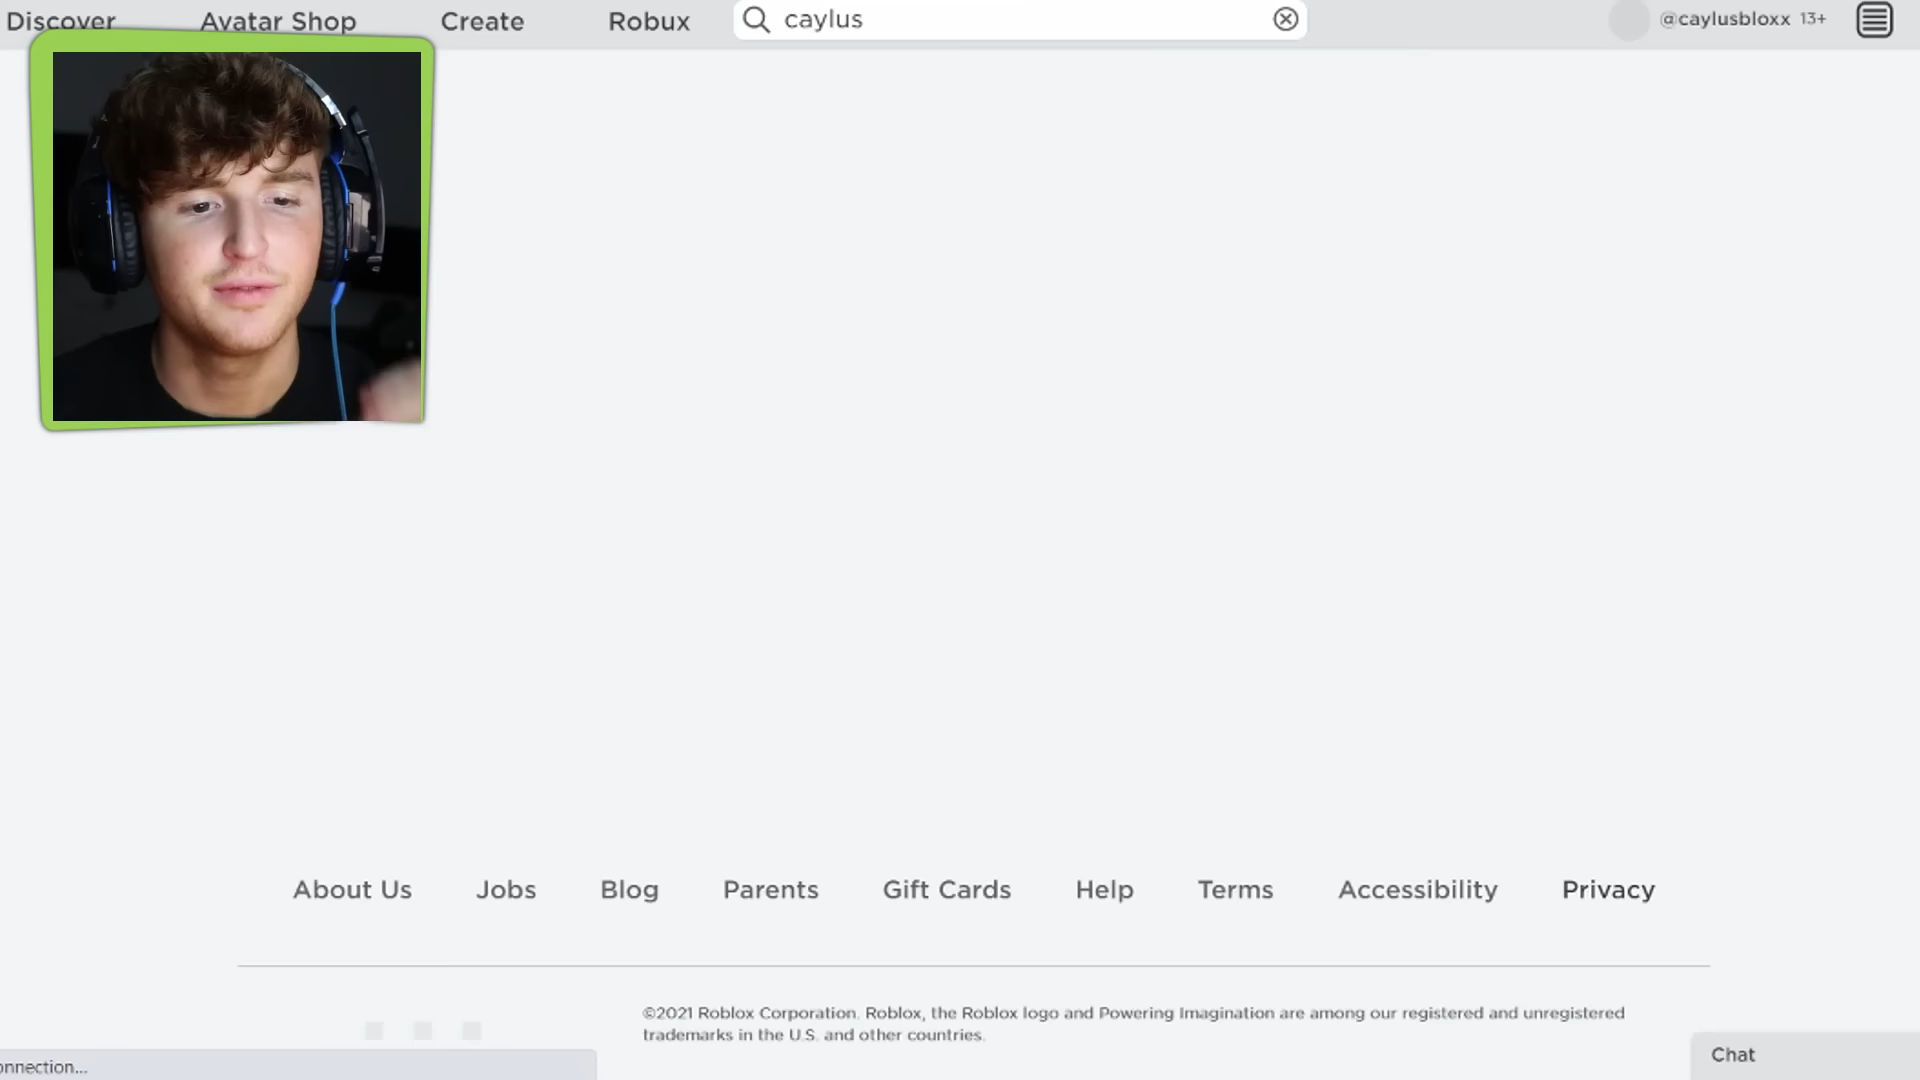 Discover Avatar Shop Create Robux caylus @caylusbloxx 13+
About Us Jobs Blog Parents Gift Cards Help Terms Accessibility Privacy
©2021 Roblox Corporation. Roblox, the Roblox logo and Powering Imagination are among our registered and unregistered
trademarks in the U.S. and other countries.
Chat
onnection...